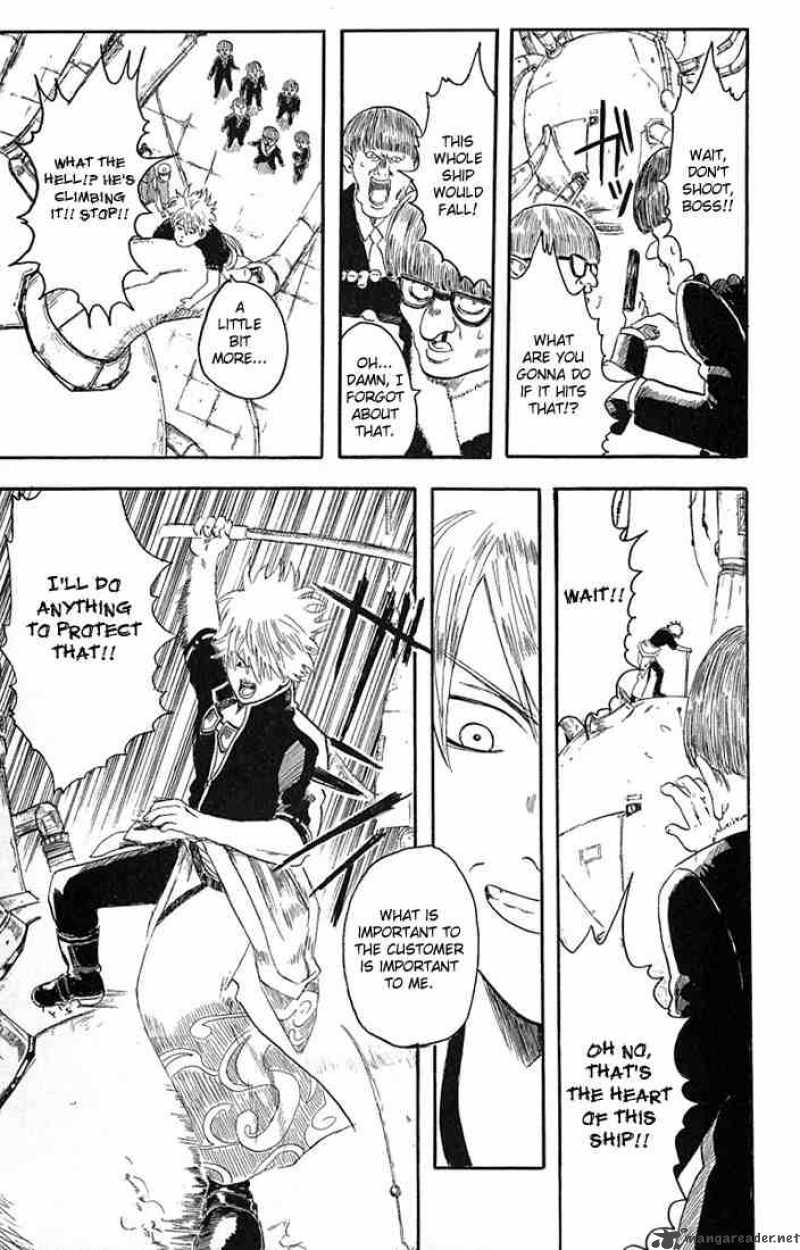 WAIT,
DON'T
SHOOT,
BOSS!!
WHAT
ARE YOU
GONNA DO
IF IT HITS
THAT!?
THIS
WHOLE
SHIP
WOULD
FALL!
OH...
DAMN, I
FORGOT
ABOUT
THAT.
WHAT THE
HELL!? HE'S
CLIMBING
IT!! STOP!!
A
LITTLE
BIT
MORE...
WAIT!!
OH NO,
THAT'S
THE HEART
OF THIS
SHIP!!
WHAT IS
IMPORTANT TO
THE CUSTOMER
IS IMPORTANT
TO ME.
I'LL DO
ANYTHING
TO PROTECT
THAT!!
mangareader.net